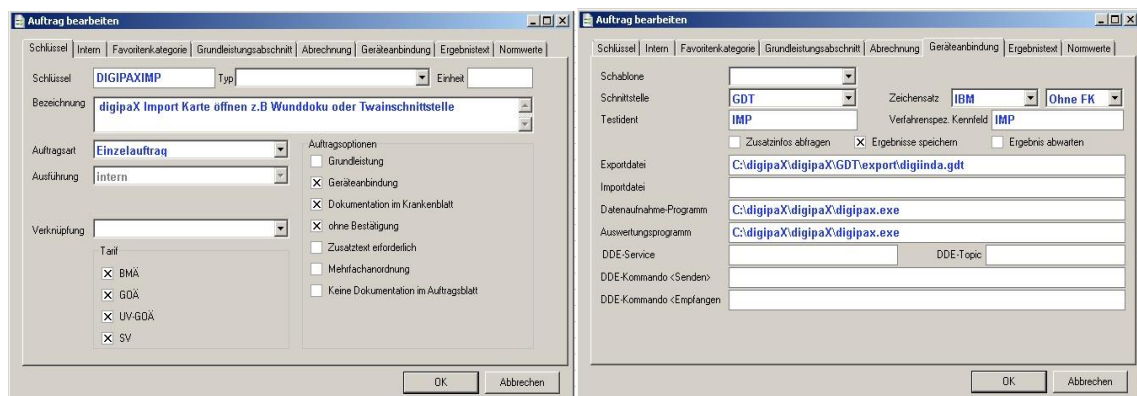 Auftrag bearbeiten
Schlüssel Intern Favoritenkategorie Grundleistungsabschnitt Abrechnung Geräteanbindung Ergebnistext Normwerte
Schlüssel DIGIPAXIMP Typ Einheit
Bezeichnung digipaX Import Karte öffnen z.B Wunddoku oder Twainschnittstelle
Auftragsart Einzelauftrag
Ausführung intern
Verknüpfung
Tarif
BMÄ
GOÄ
UV-GOÄ
SV
Auftragsoptionen
Grundleistung
Geräteanbindung
Dokumentation im Krankenblatt
ohne Bestätigung
Zusatztext erforderlich
Mehrfachanordnung
Keine Dokumentation im Auftragsblatt
OK Abbrechen
Auftrag bearbeiten
Schlüssel Intern Favoritenkategorie Grundleistungsabschnitt Abrechnung Geräteanbindung Ergebnistext Normwerte
Schablone
Schnittstelle GDT Zeichensatz IBM Ohne FK
Testident IMP Verfahrenspez. Kennfeld IMP
Zusatzinfos abfragen Ergebnisse speichern Ergebnis abwarten
Exportdatei C:\digipaX\digipaX\GDT\export\digiinda.gdt
Importdatei
Datenaufnahme-Programm C:\digipaX\digipaX\digipax.exe
Auswertungsprogramm C:\digipaX\digipaX\digipax.exe
DDE-Service DDE-Topic
DDE-Kommando <Senden>
DDE-Kommando <Empfangen
OK Abbrechen